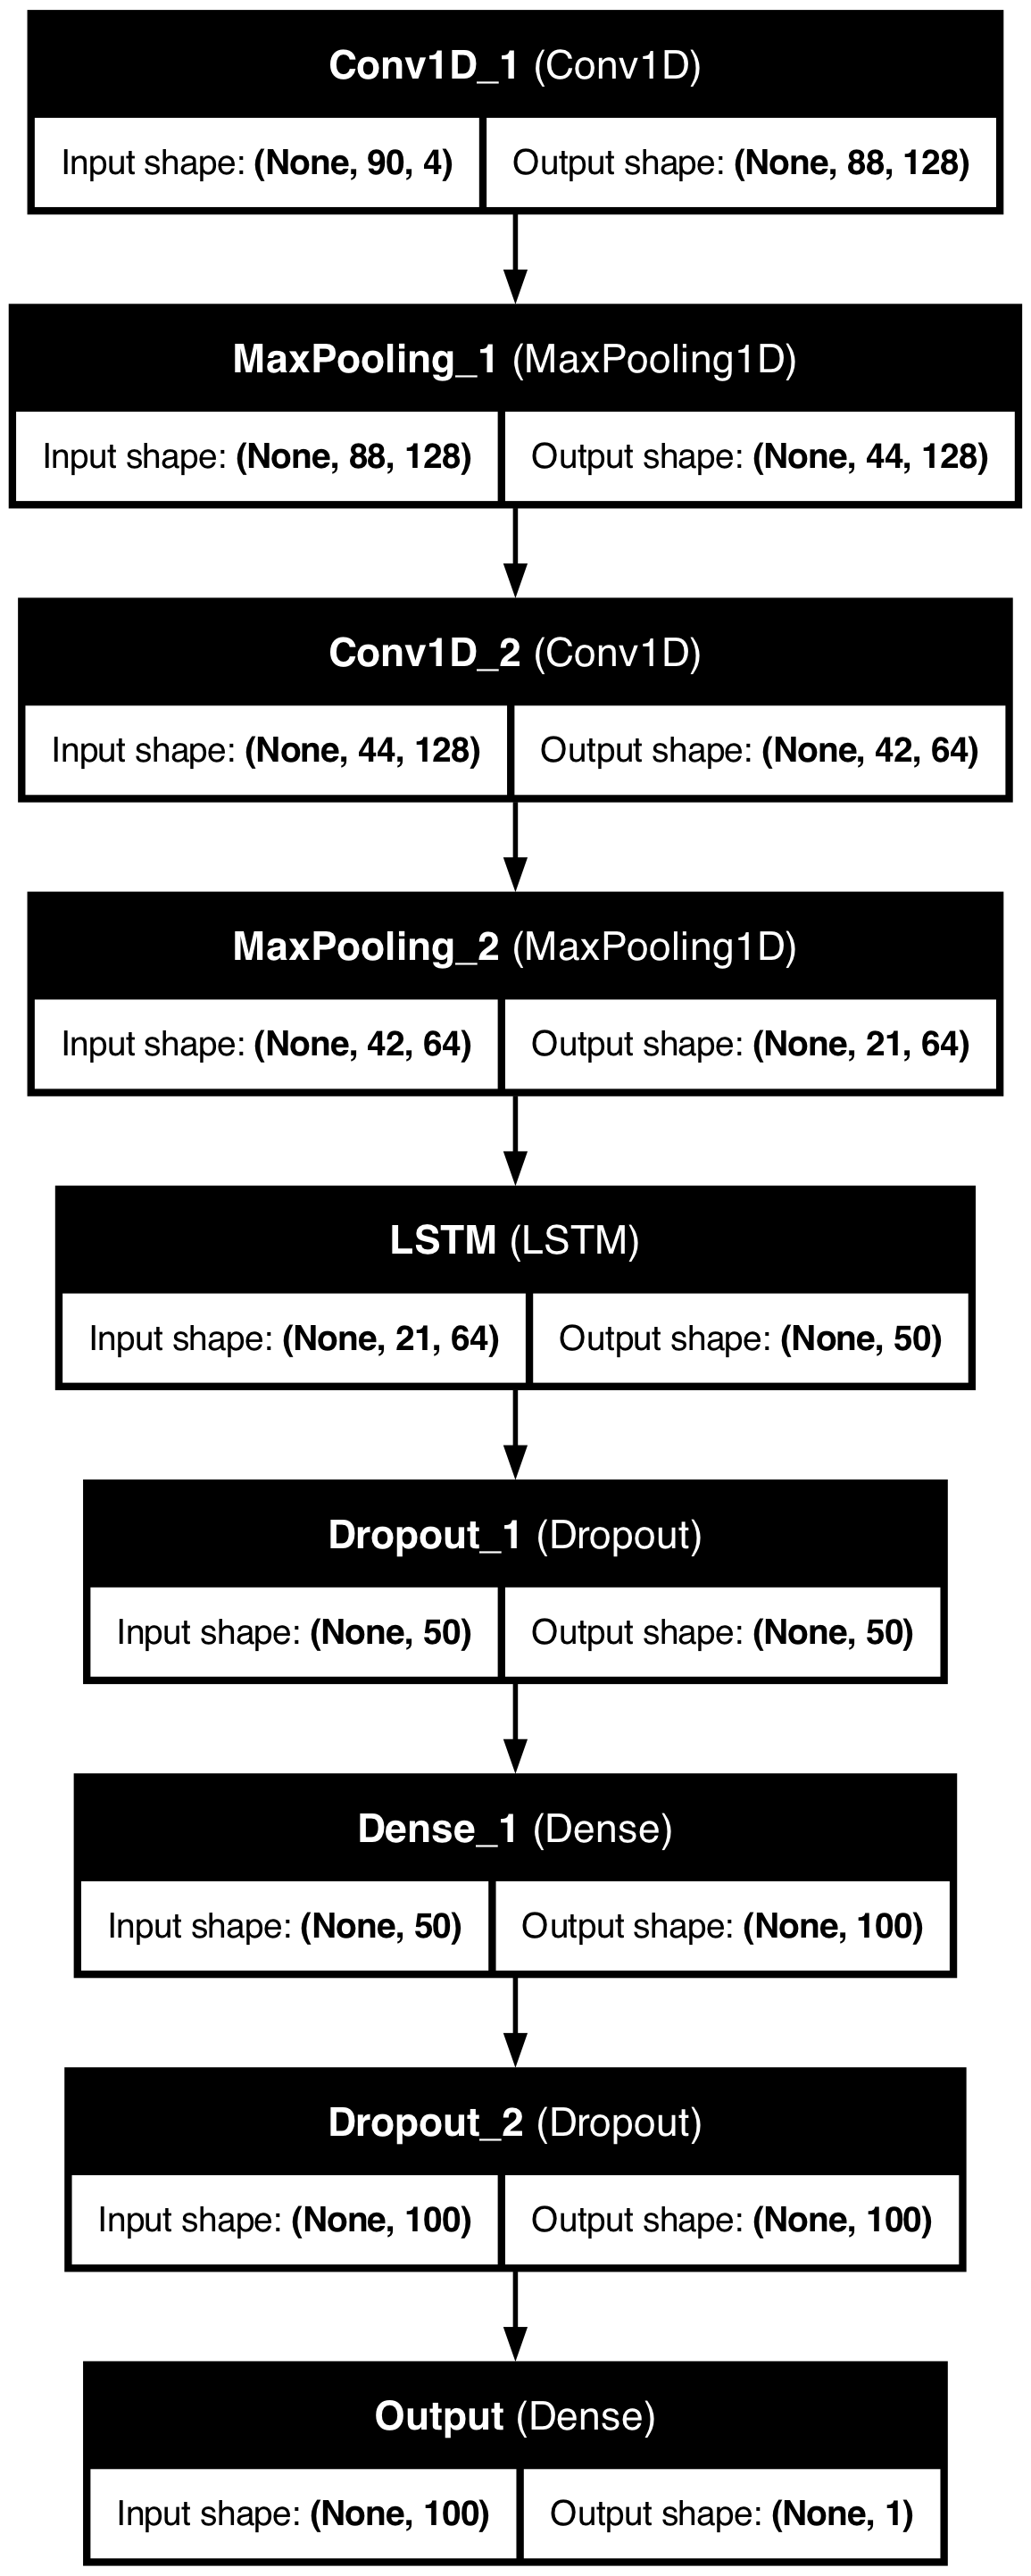 Conv1D_1 (Conv1D)
Input shape: (None, 90, 4) Output shape: (None, 88, 128)
MaxPooling_1 (MaxPooling1D)
Input shape: (None, 88, 128) Output shape: (None, 44, 128)
Conv1D_2 (Conv1D)
Input shape: (None, 44, 128) Output shape: (None, 42, 64)
MaxPooling_2 (MaxPooling1D)
Input shape: (None, 42, 64) Output shape: (None, 21, 64)
LSTM (LSTM)
Input shape: (None, 21, 64) Output shape: (None, 50)
Dropout_1 (Dropout)
Input shape: (None, 50) Output shape: (None, 50)
Dense_1 (Dense)
Input shape: (None, 50) Output shape: (None, 100)
Dropout_2 (Dropout)
Input shape: (None, 100) Output shape: (None, 100)
Output (Dense)
Input shape: (None, 100) Output shape: (None, 1)